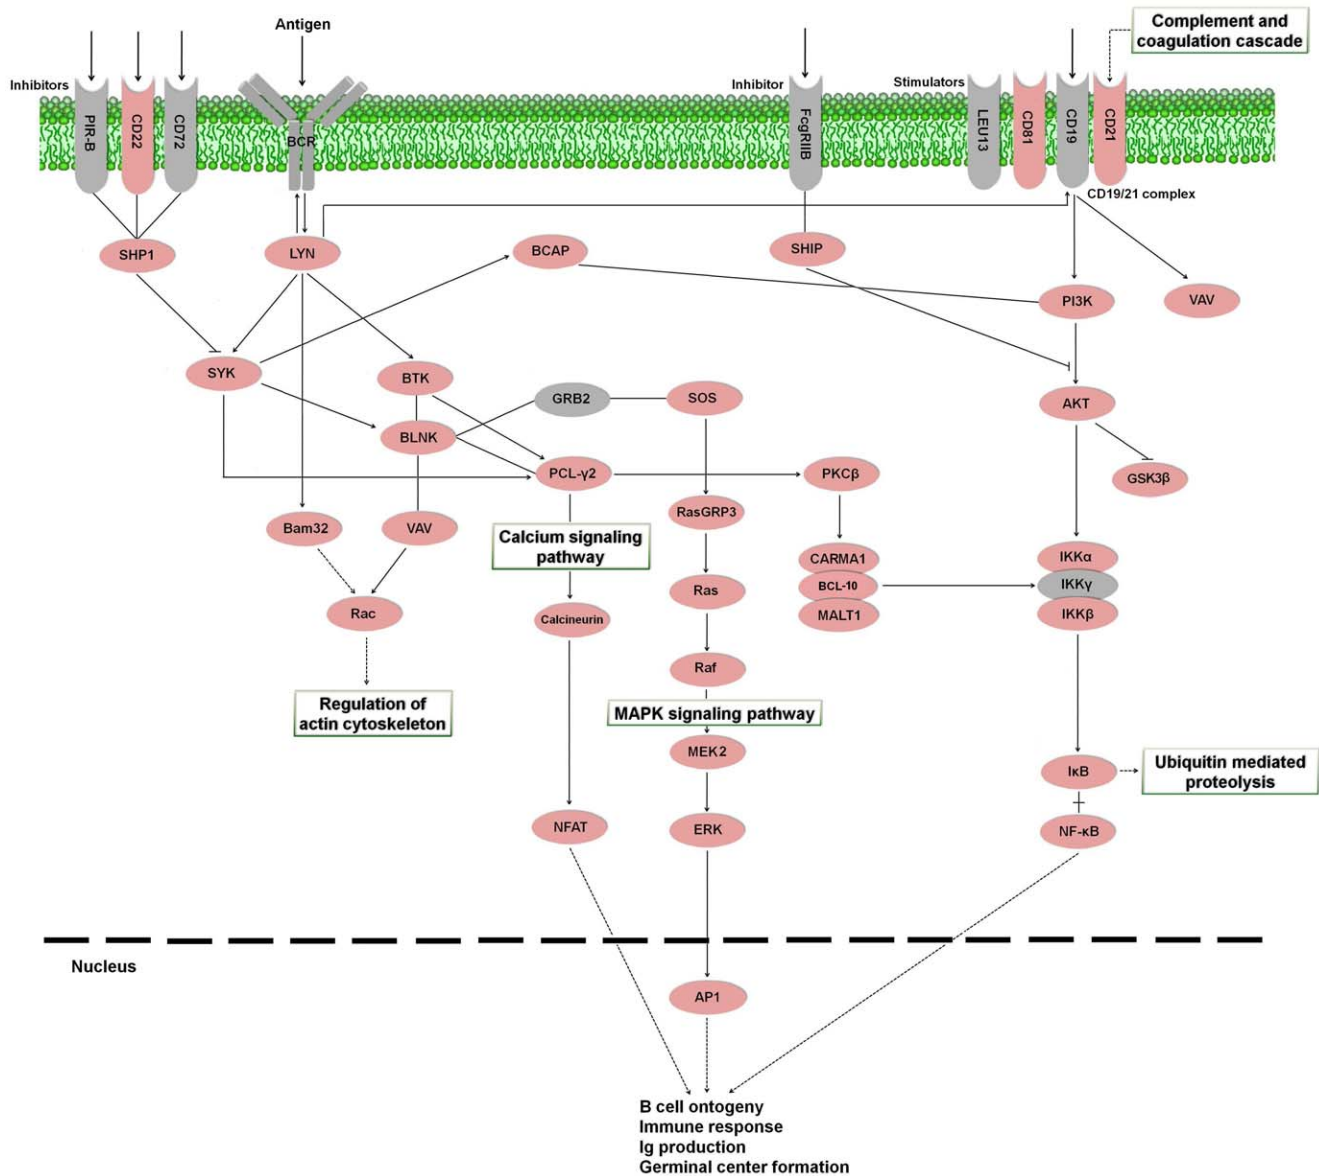 Antigen
Complement and
coagulation cascade
Inhibitors
Inhibitor
Stimulators
PIR-B
CD22
CD72
BCR
FcgRIIB
LEU13
CD81
CD19
CD21
CD19/21 complex
SHP1
LYN
BCAP
SHIP
PI3K
VAV
SYK
BTK
GRB2
SOS
AKT
BLNK
PCL-γ2
PKCβ
GSK3β
Bam32
VAV
RasGRP3
Calcium signaling
pathway
CARMA1
BCL-10
MALT1
IKKα
IKKγ
IKKβ
Rac
Calcineurin
Ras
Raf
Regulation of
actin cytoskeleton
MAPK signaling pathway
MEK2
IκB
Ubiquitin mediated
proteolysis
NFAT
ERK
NF-κB
Nucleus
AP1
B cell ontogeny
Immune response
Ig production
Germinal center formation